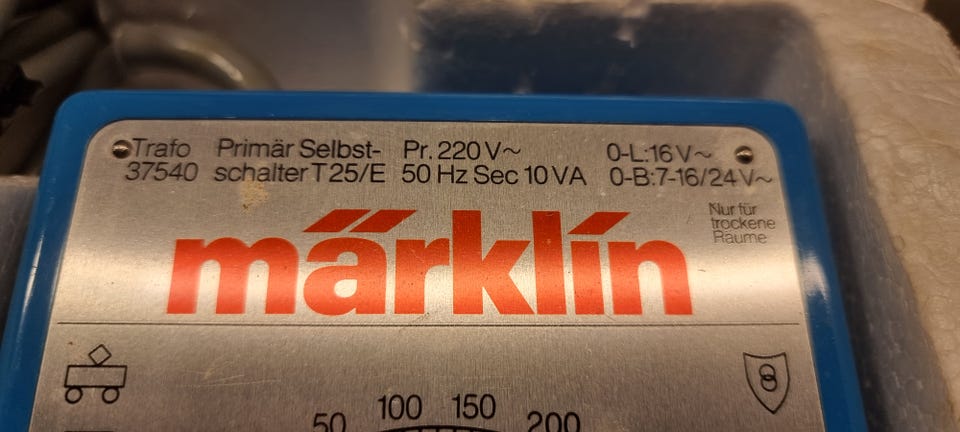 Trafo 37540
Primär Selbst-
schalter T25/E
Pr. 220 V~
50 Hz Sec 10 VA
0-L:16 V~
0-B:7-16/24 V~
Nur für
trockene
Räume
märklin
50 100 150 200